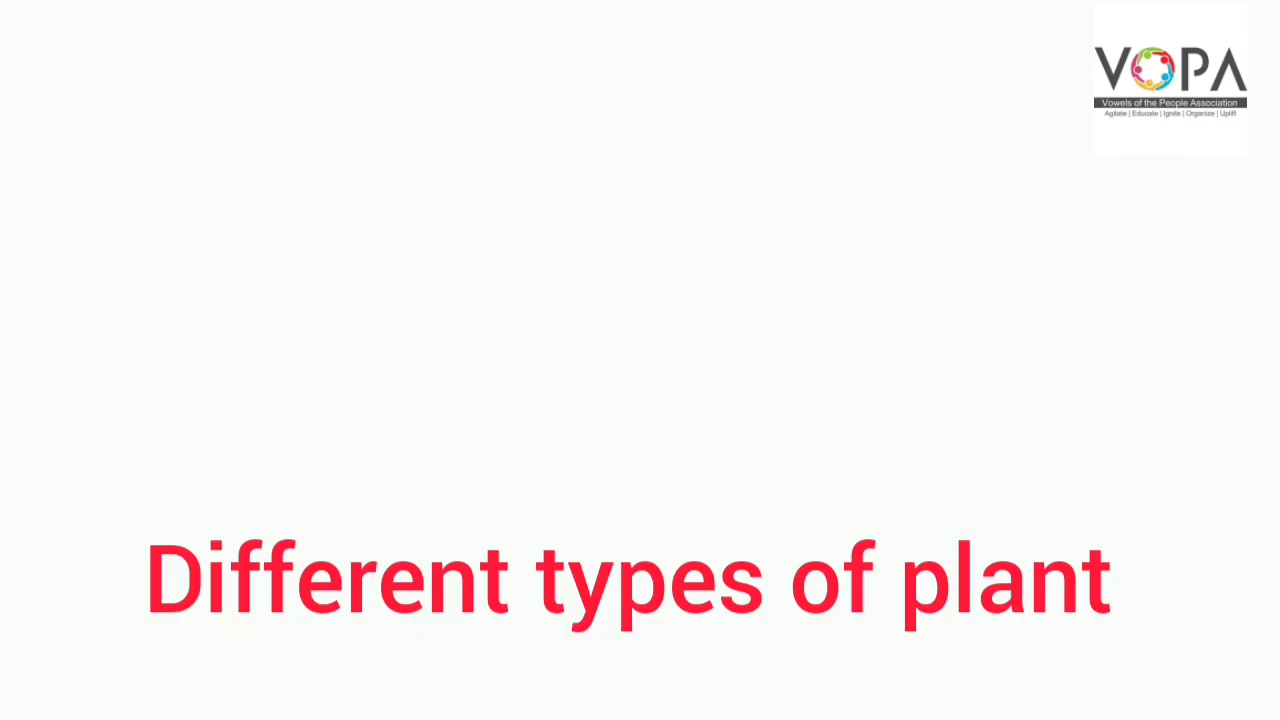 VOPA
Vowels of the People Association
Agitate | Educate | Ignite | Organize | Uplift
Different types of plant